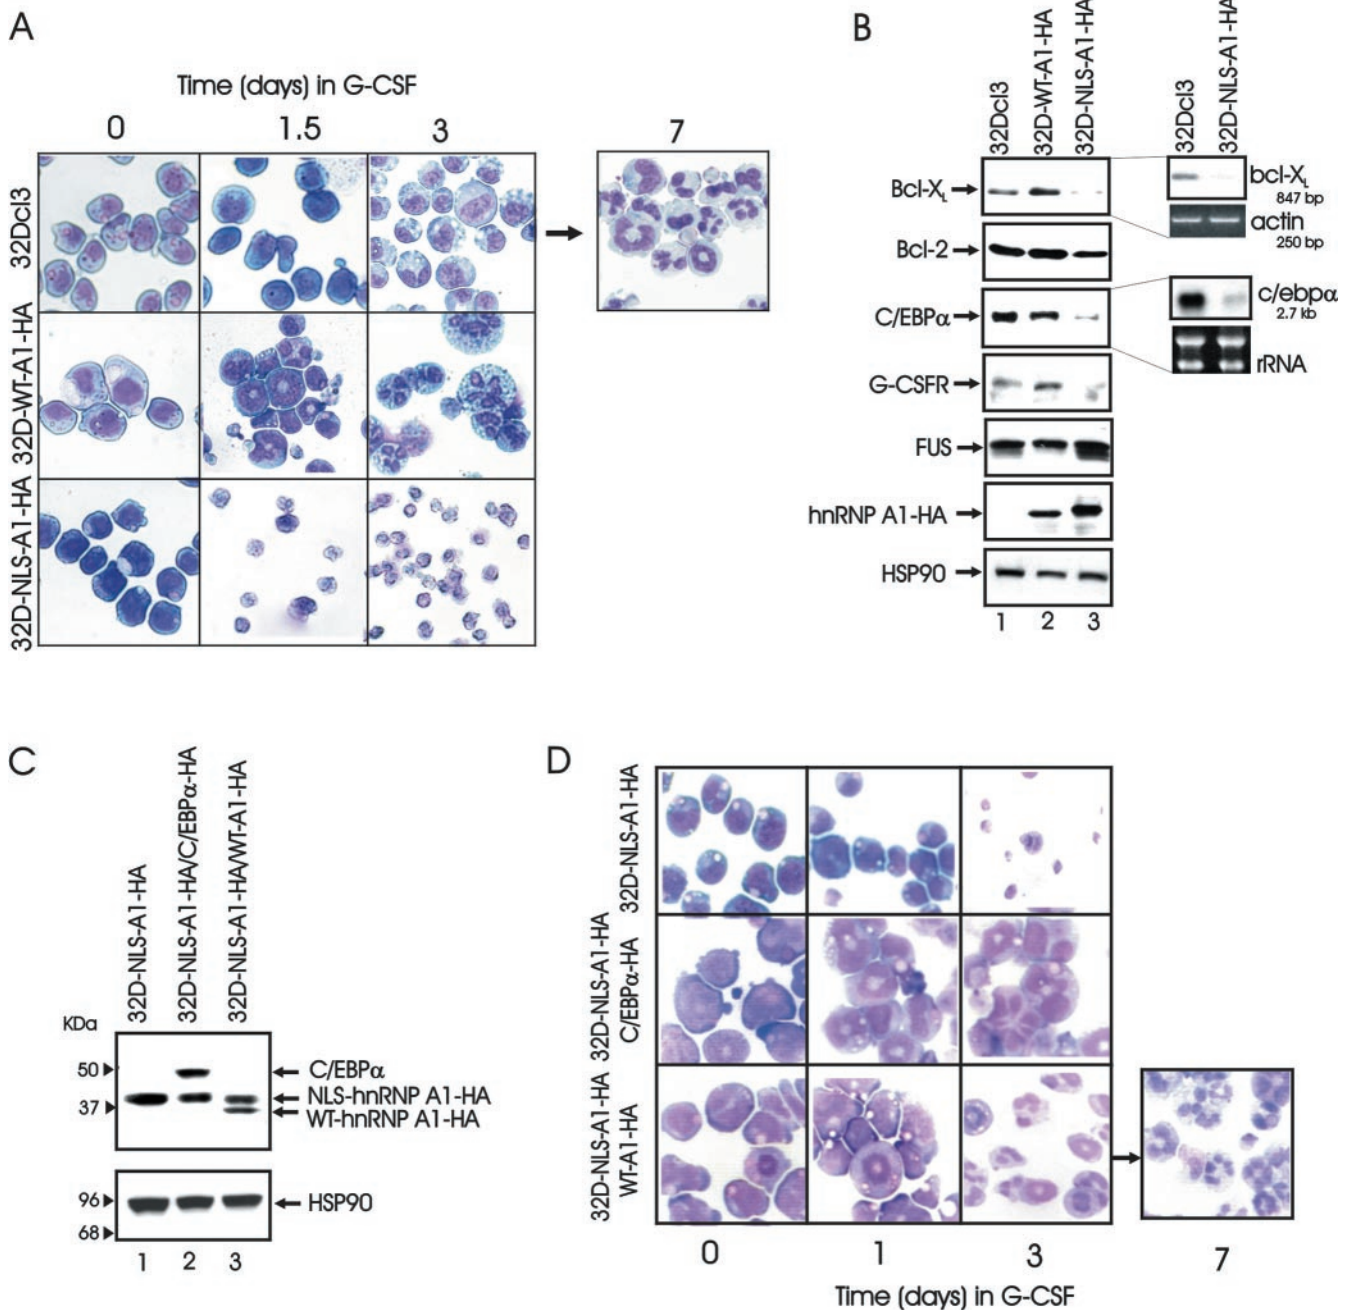 A
Time (days) in G-CSF
0 1.5 3 7
32Dcl3
32D-WT-A1-HA
32D-NLS-A1-HA
B
32Dcl3
32D-WT-A1-HA
32D-NLS-A1-HA
32Dcl3
32D-NLS-A1-HA
Bcl-XL
Bcl-2
C/EBPα
G-CSFR
FUS
hnRNP A1-HA
HSP90
1 2 3
bcl-XL
847 bp
actin
250 bp
c/ebpα
2.7 kb
rRNA
C
32D-NLS-A1-HA
32D-NLS-A1-HA/C/EBPα-HA
32D-NLS-A1-HA/WT-A1-HA
KDa
50
37
C/EBPα
NLS-hnRNP A1-HA
WT-hnRNP A1-HA
96
68
HSP90
1 2 3
D
32D-NLS-A1-HA
32D-NLS-A1-HA
C/EBPα-HA
32D-NLS-A1-HA
WT-A1-HA
0 1 3 7
Time (days) in G-CSF